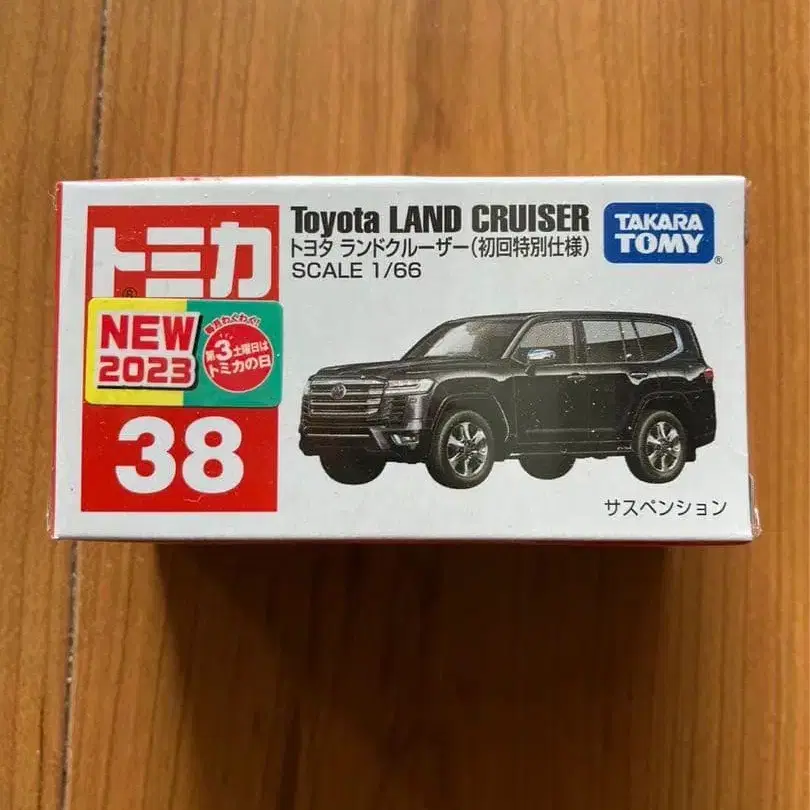 トミカ
Toyota LAND CRUISER
トヨタ ランドクルーザー(初回特別仕様)
SCALE 1/66
TAKARA
TOMY®
NEW
2023
毎月わくわく!
第3土曜日は
トミカの日
38
サスペンション